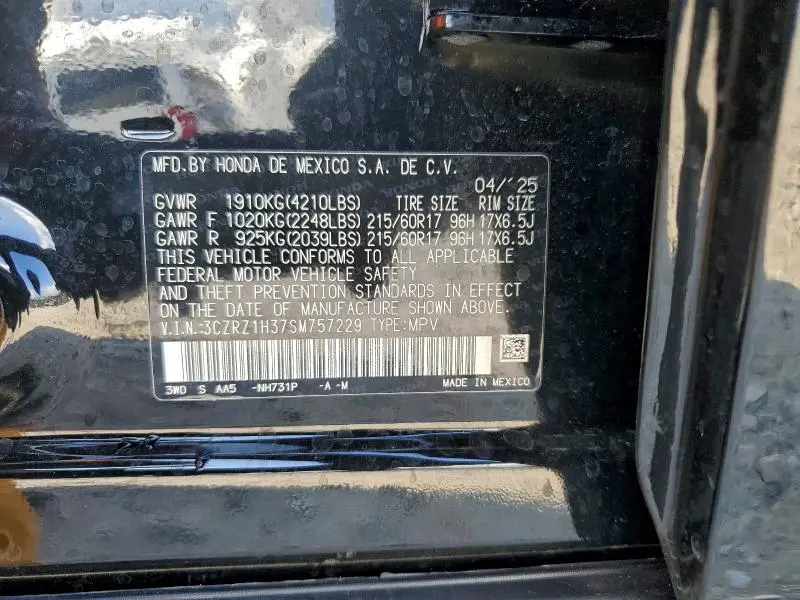 MFD.BY HONDA DE MEXICO S.A. DE C.V.
04/'25
GVWR 1910KG(4210LBS) TIRE SIZE RIM SIZE
GAWR F 1020KG(2248LBS) 215/60R17 96H 17X6.5J
GAWR R 925KG(2039LBS) 215/60R17 96H 17X6.5J
THIS VEHICLE CONFORMS TO ALL APPLICABLE
FEDERAL MOTOR VEHICLE SAFETY
AND THEFT PREVENTION STANDARDS IN EFFECT
ON THE DATE OF MANUFACTURE SHOWN ABOVE.
V.I.N.:3CZRZ1H37SM757229 TYPE:MPV
3W0 S AA5 -NH731P -A -M MADE IN MEXICO